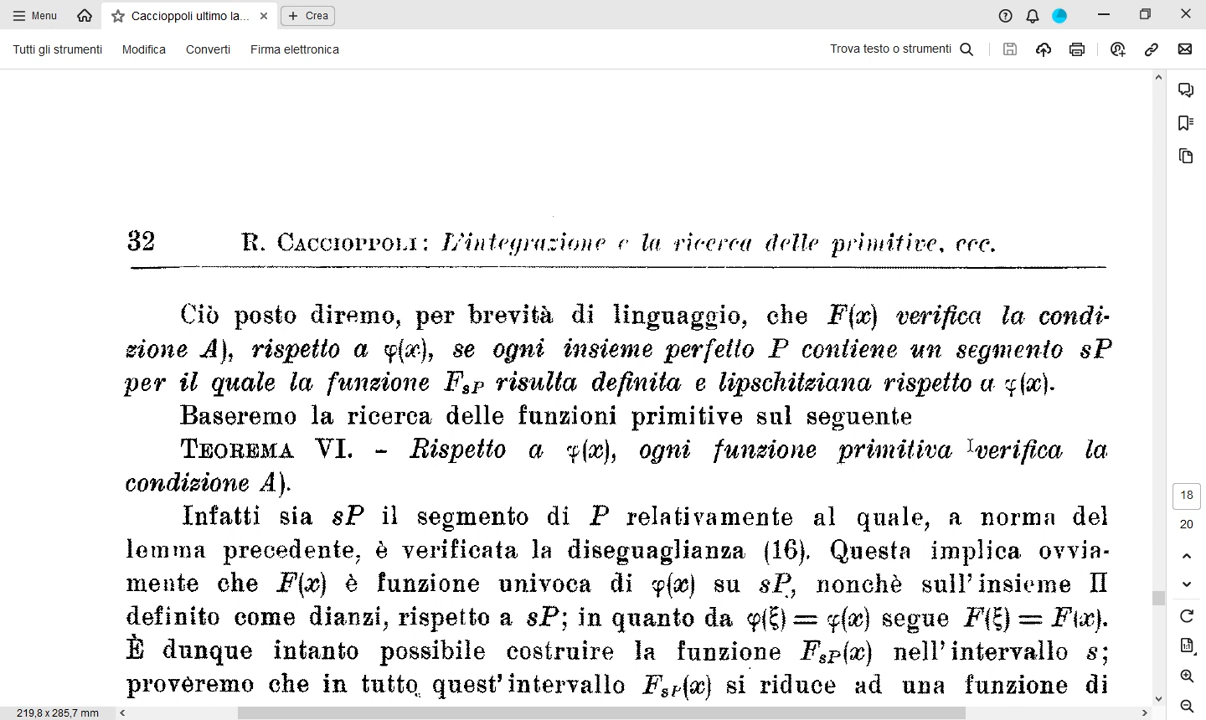 Menu
Caccioppoli ultimo la...
Crea
Tutti gli strumenti Modifica Converti Firma elettronica Trova testo o strumenti
32 R. CACCIOPPOLI: L'integrazione e la ricerca delle primitive, ecc.
Ciò posto diremo, per brevità di linguaggio, che F(x) verifica la condi-
zione A), rispetto a φ(x), se ogni insieme perfetto P contiene un segmento sP
per il quale la funzione F_sP risulta definita e lipschitziana rispetto a φ(x).
Baseremo la ricerca delle funzioni primitive sul seguente
TEOREMA VI. - Rispetto a φ(x), ogni funzione primitiva verifica la
condizione A).
Infatti sia sP il segmento di P relativamente al quale, a norma del
lemma precedente, è verificata la diseguaglianza (16). Questa implica ovvia-
mente che F(x) è funzione univoca di φ(x) su sP, nonchè sull'insieme Π
definito come dianzi, rispetto a sP; in quanto da φ(ξ) = φ(x) segue F(ξ) = F(x).
È dunque intanto possibile costruire la funzione F_sP(x) nell'intervallo s;
proveremo che in tutto quest'intervallo F_sP(x) si riduce ad una funzione di
18
20
219,8 x 285,7 mm